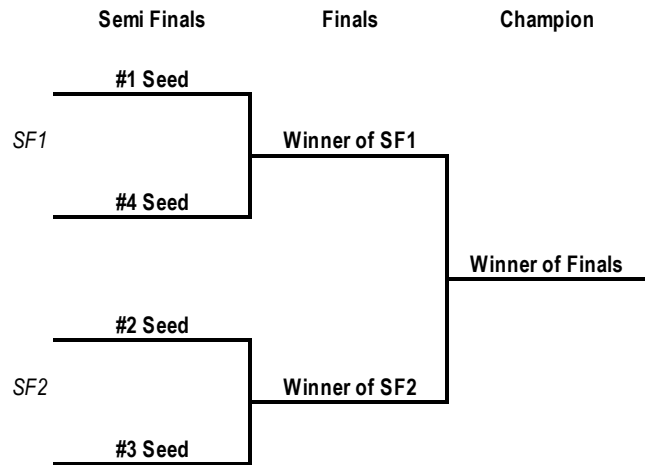 Semi Finals Finals Champion
#1 Seed
SF1
Winner of SF1
#4 Seed
Winner of Finals
#2 Seed
SF2
Winner of SF2
#3 Seed